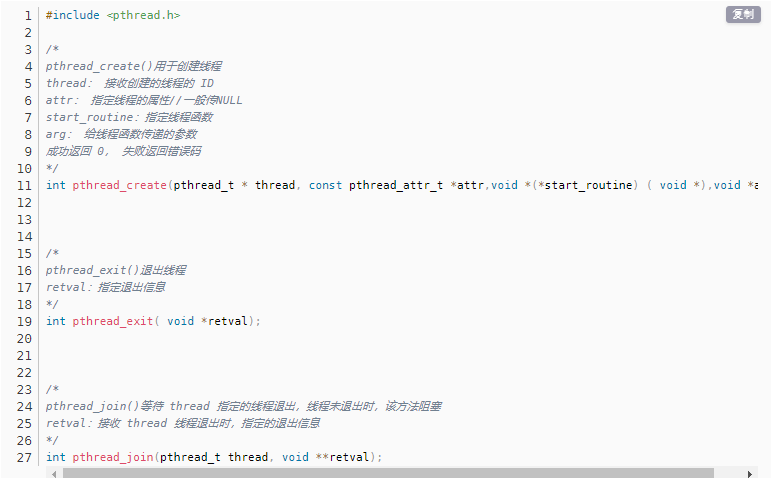 复制
1 #include <pthread.h>
2
3 /*
4 pthread_create()用于创建线程
5 thread： 接收创建的线程的 ID
6 attr： 指定线程的属性//一般传NULL
7 start_routine：指定线程函数
8 arg： 给线程函数传递的参数
9 成功返回 0， 失败返回错误码
10 */
11 int pthread_create(pthread_t * thread, const pthread_attr_t *attr,void *(*start_routine) ( void *),void *a
12
13
14
15 /*
16 pthread_exit()退出线程
17 retval：指定退出信息
18 */
19 int pthread_exit( void *retval);
20
21
22
23 /*
24 pthread_join()等待 thread 指定的线程退出，线程未退出时，该方法阻塞
25 retval：接收 thread 线程退出时，指定的退出信息
26 */
27 int pthread_join(pthread_t thread, void **retval);